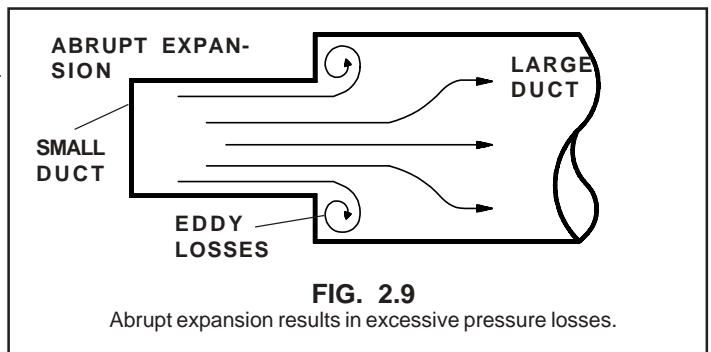 ABRUPT EXPAN-
SION
LARGE
DUCT
SMALL
DUCT
EDDY
LOSSES
FIG. 2.9
Abrupt expansion results in excessive pressure losses.